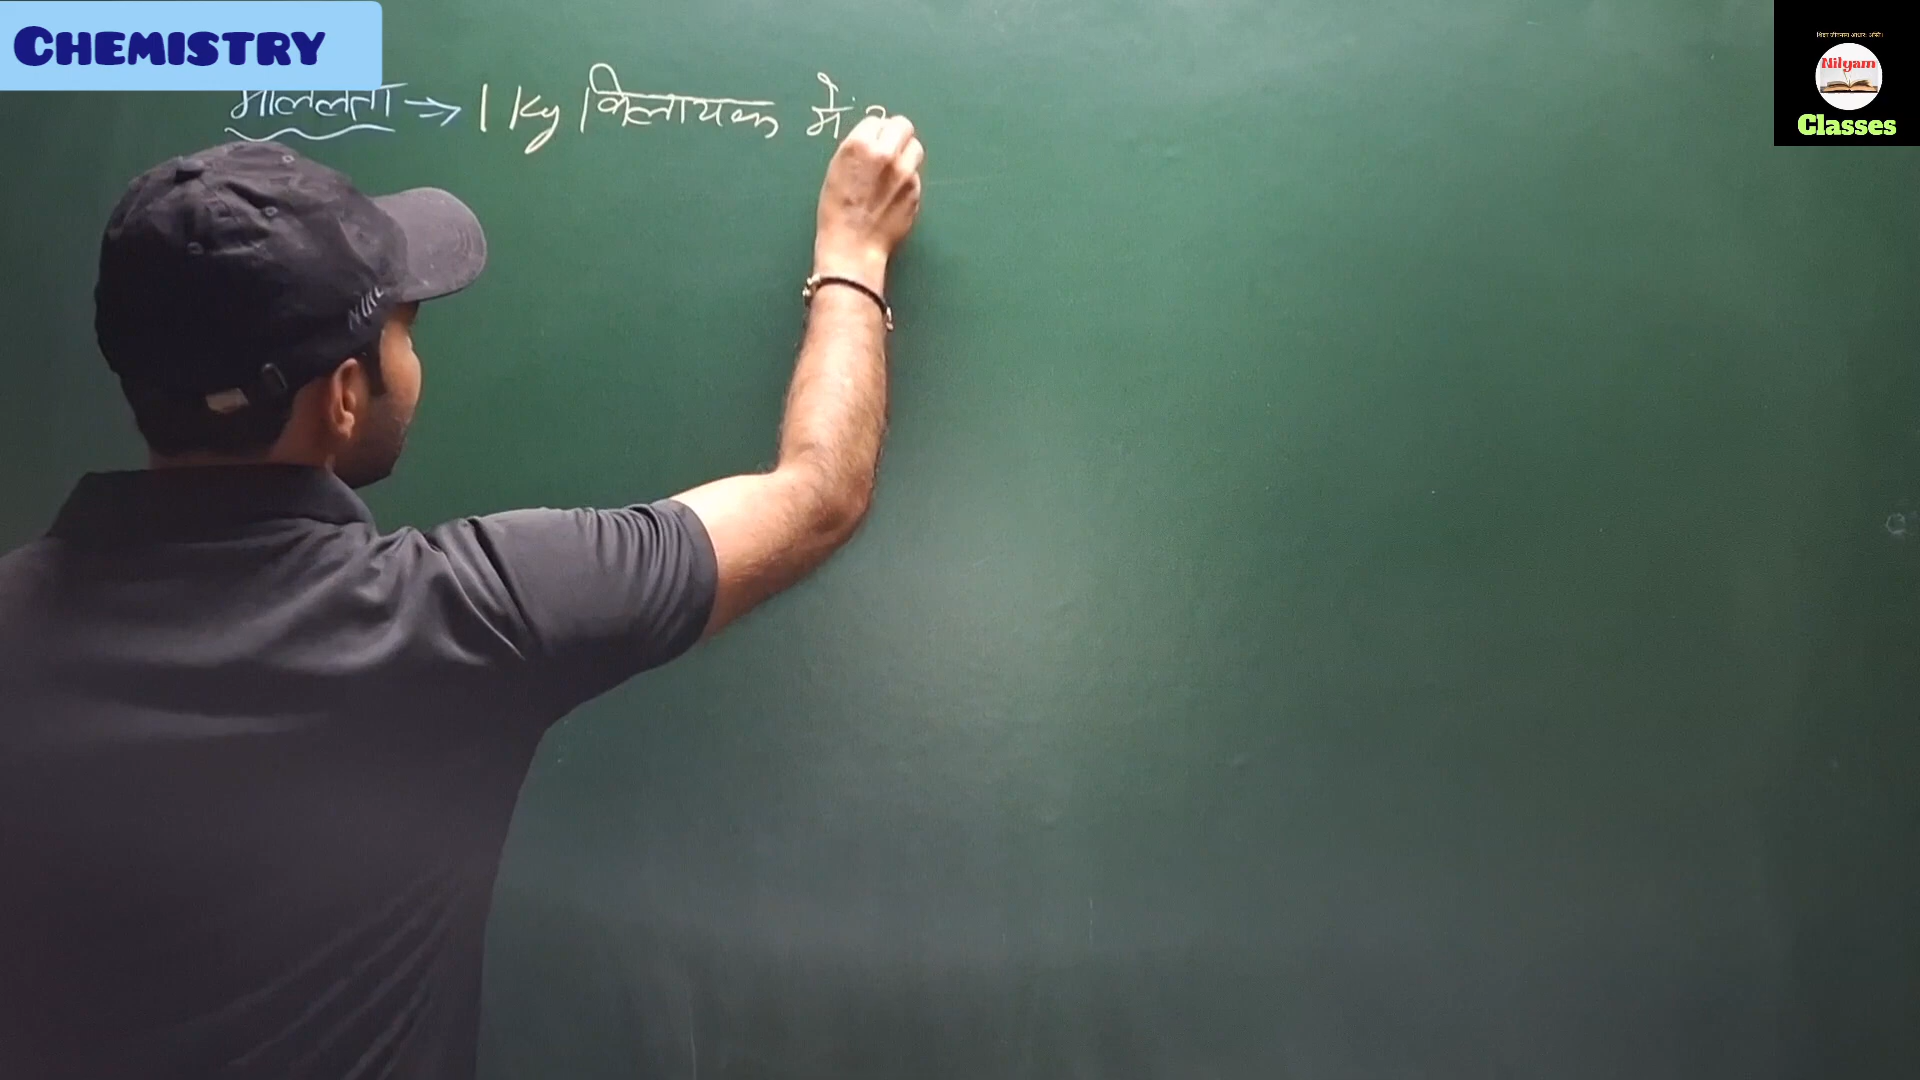 CHEMISTRY
मोललता → 1 Kg विलायक में
Nilyam
Classes